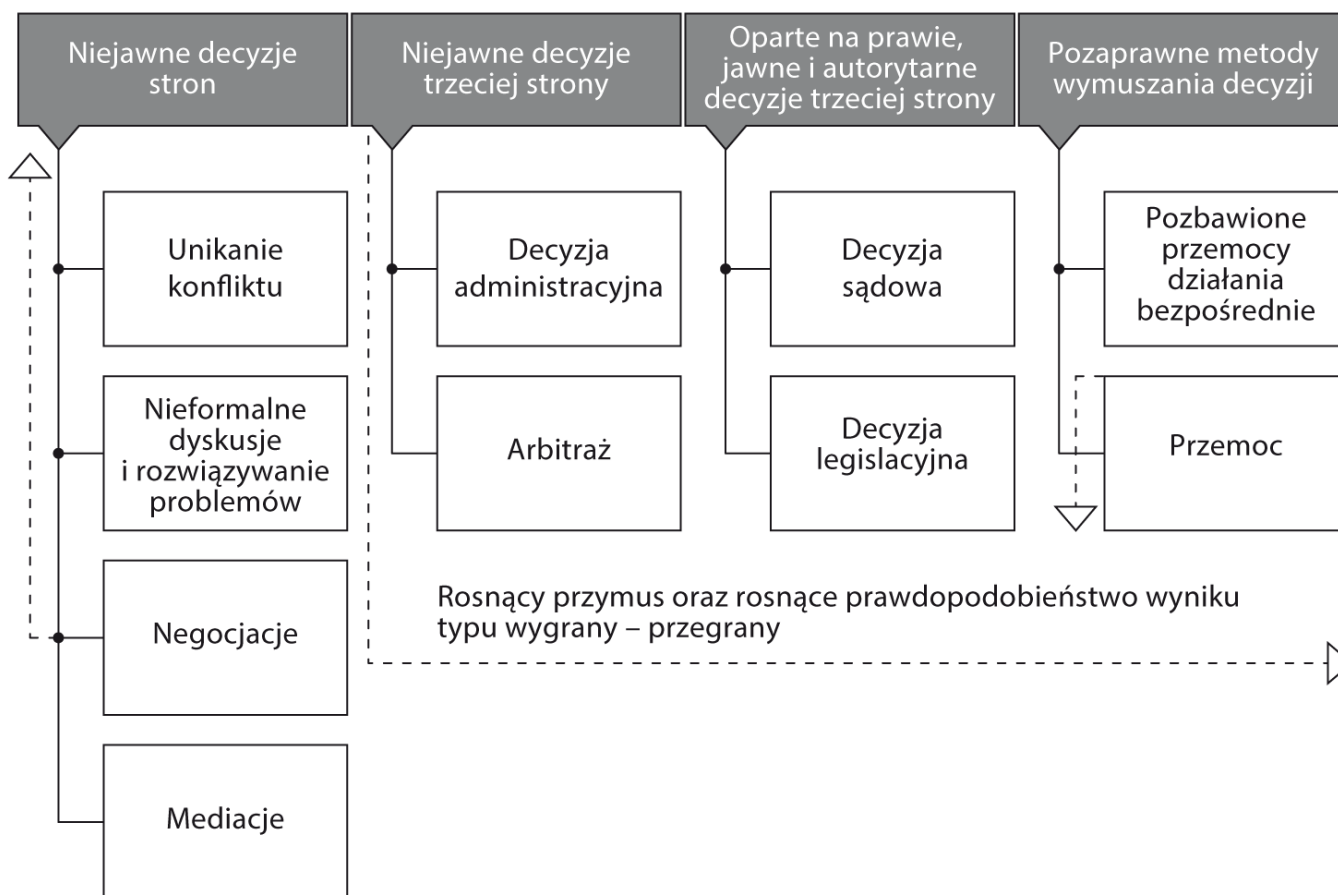 Niejawne decyzje
stron
Niejawne decyzje
trzeciej strony
Oparte na prawie,
jawne i autorytarne
decyzje trzeciej strony
Pozaprawne metody
wymuszania decyzji
Unikanie
konfliktu
Nieformalne
dyskusje
i rozwiązywanie
problemów
Negocjacje
Mediacje
Decyzja
administracyjna
Arbitraż
Decyzja
sądowa
Decyzja
legislacyjna
Pozbawione
przemocy
działania
bezpośrednie
Przemoc
Rosnący przymus oraz rosnące prawdopodobieństwo wyniku
typu wygrany – przegrany